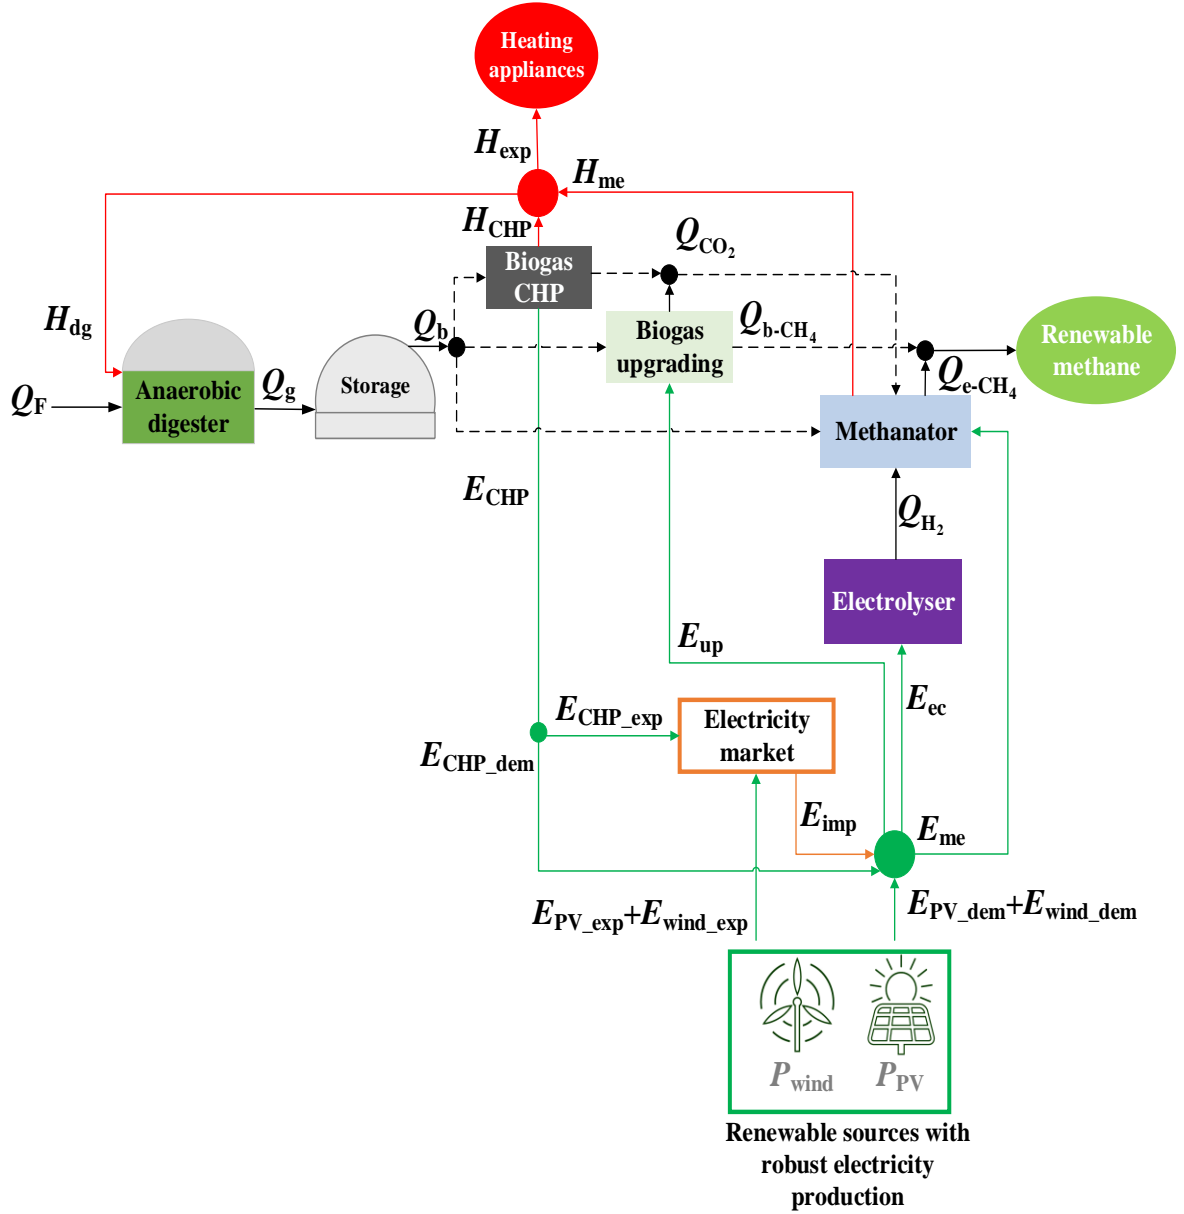 Heating
appliances
H_exp
H_me
H_CHP
Q_CO₂
Biogas
CHP
H_dg
Q_b
Biogas
upgrading
Q_b-CH₄
Renewable
methane
Storage
Q_g
Q_F
Anaerobic
digester
Q_e-CH₄
Methanator
E_CHP
Q_H₂
Electrolyser
E_up
E_ec
E_CHP_exp
Electricity
market
E_CHP_dem
E_imp
E_me
E_PV_exp+E_wind_exp
E_PV_dem+E_wind_dem
P_wind
P_PV
Renewable sources with
robust electricity
production